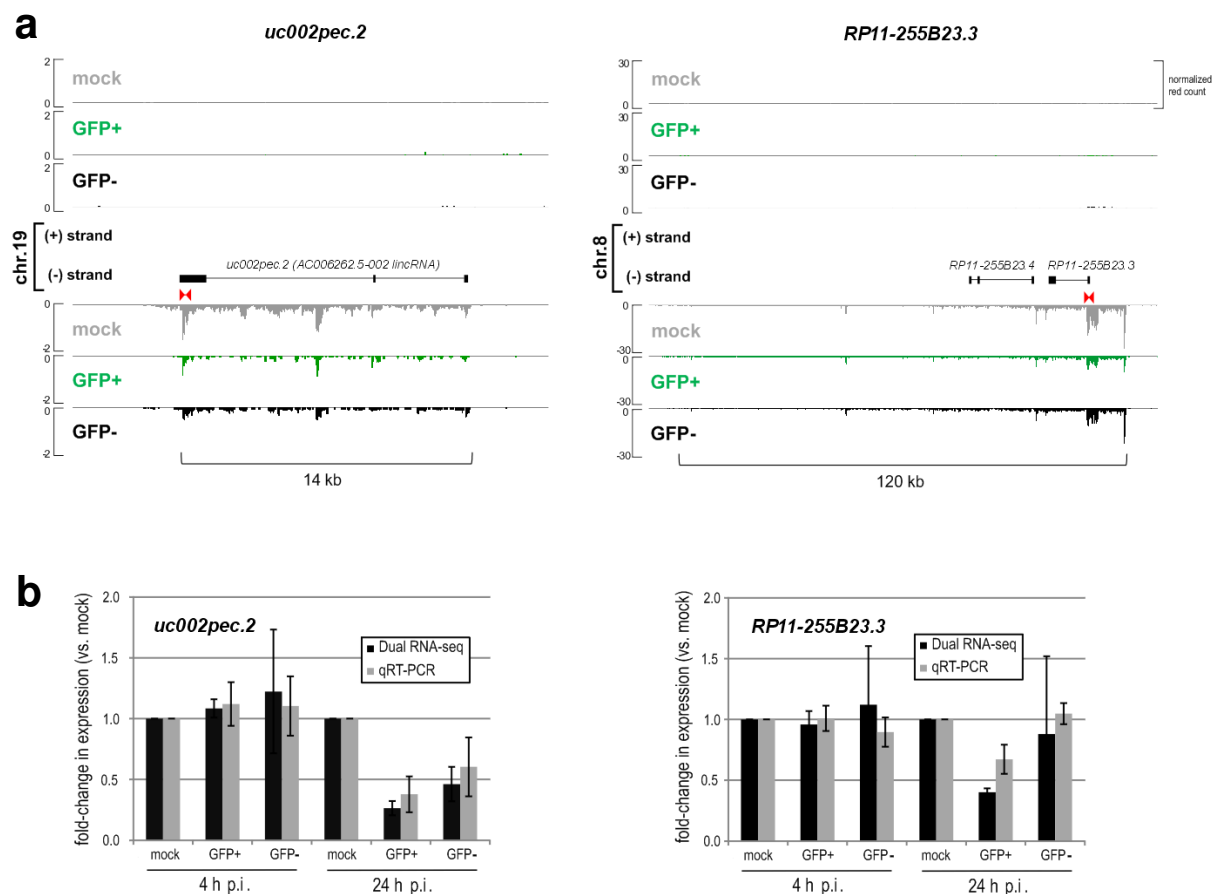 a
uc002pec.2
RP11-255B23.3
2
mock
0
2
GFP+
0
2
GFP-
0
30
mock
0
normalized
red count
30
GFP+
0
30
GFP-
0
chr.19
(+) strand
(-) strand
uc002pec.2 (AC006262.5-002 lincRNA)
chr.8
(+) strand
(-) strand
RP11-255B23.4
RP11-255B23.3
0
mock
-2
0
GFP+
-2
0
GFP-
-2
14 kb
0
mock
-30
0
GFP+
-30
0
GFP-
-30
120 kb
b
fold-change in expression (vs. mock)
2.0
1.5
1.0
0.5
0.0
uc002pec.2
Dual RNA-seq
qRT-PCR
mock GFP+ GFP- mock GFP+ GFP-
4 h p.i. 24 h p.i.
fold-change in expression (vs. mock)
2.0
1.5
1.0
0.5
0.0
RP11-255B23.3
Dual RNA-seq
qRT-PCR
mock GFP+ GFP- mock GFP+ GFP-
4 h p.i. 24 h p.i.